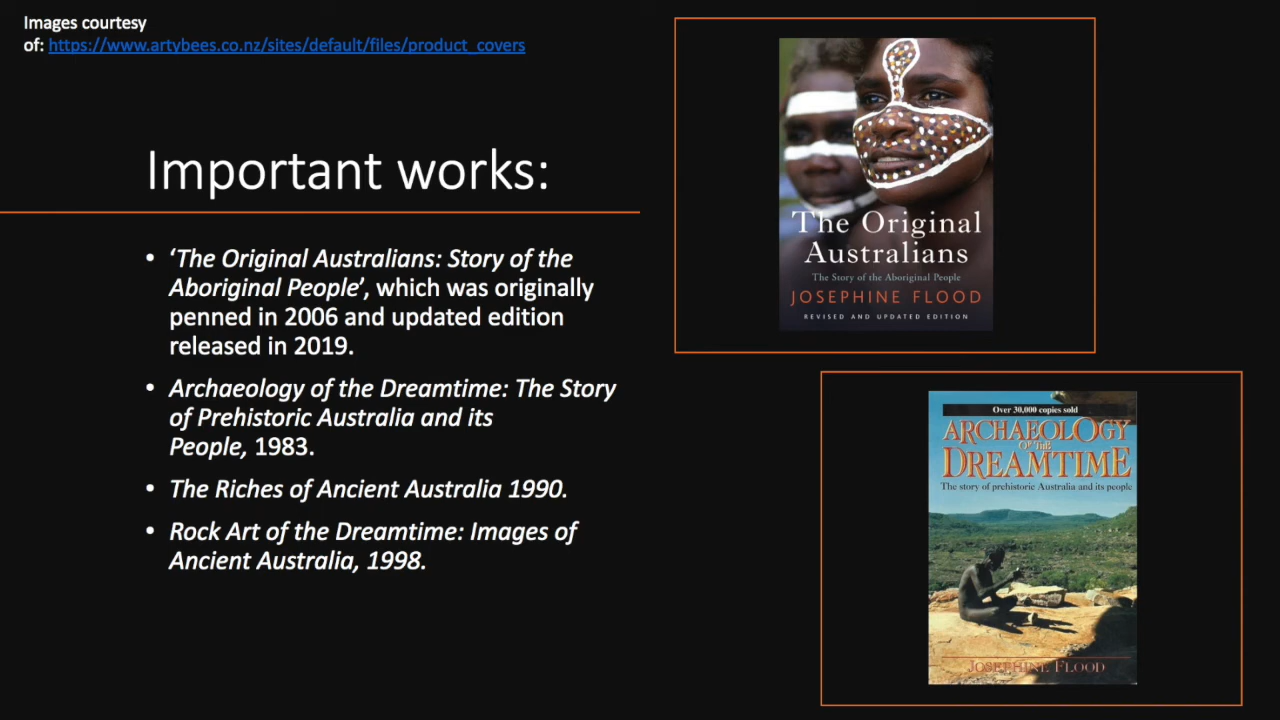 Images courtesy
of: https://www.artybees.co.nz/sites/default/files/product_covers
Important works:
• ‘The Original Australians: Story of the
Aboriginal People’, which was originally
penned in 2006 and updated edition
released in 2019.
• Archaeology of the Dreamtime: The Story
of Prehistoric Australia and its
People, 1983.
• The Riches of Ancient Australia 1990.
• Rock Art of the Dreamtime: Images of
Ancient Australia, 1998.
The Original
Australians
The Story of the Aboriginal People
JOSEPHINE FLOOD
REVISED AND UPDATED EDITION
Over 30,000 copies sold
ARCHAEOLOGY
OF THE
DREAMTIME
The story of prehistoric Australia and its people
JOSEPHINE FLOOD